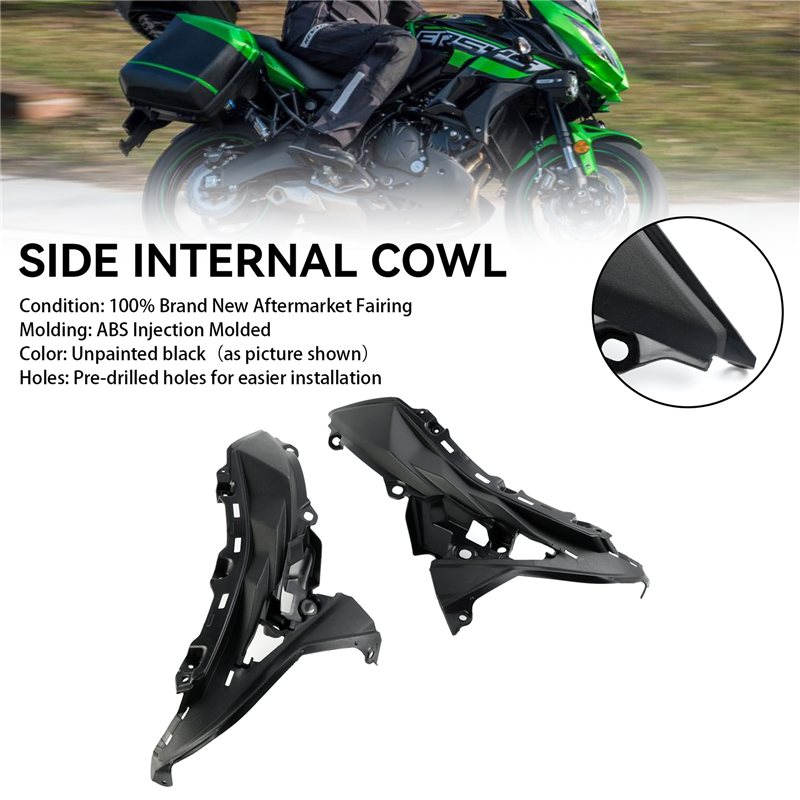 SIDE INTERNAL COWL
Condition: 100% Brand New Aftermarket Fairing
Molding: ABS Injection Molded
Color: Unpainted black（as picture shown）
Holes: Pre-drilled holes for easier installation